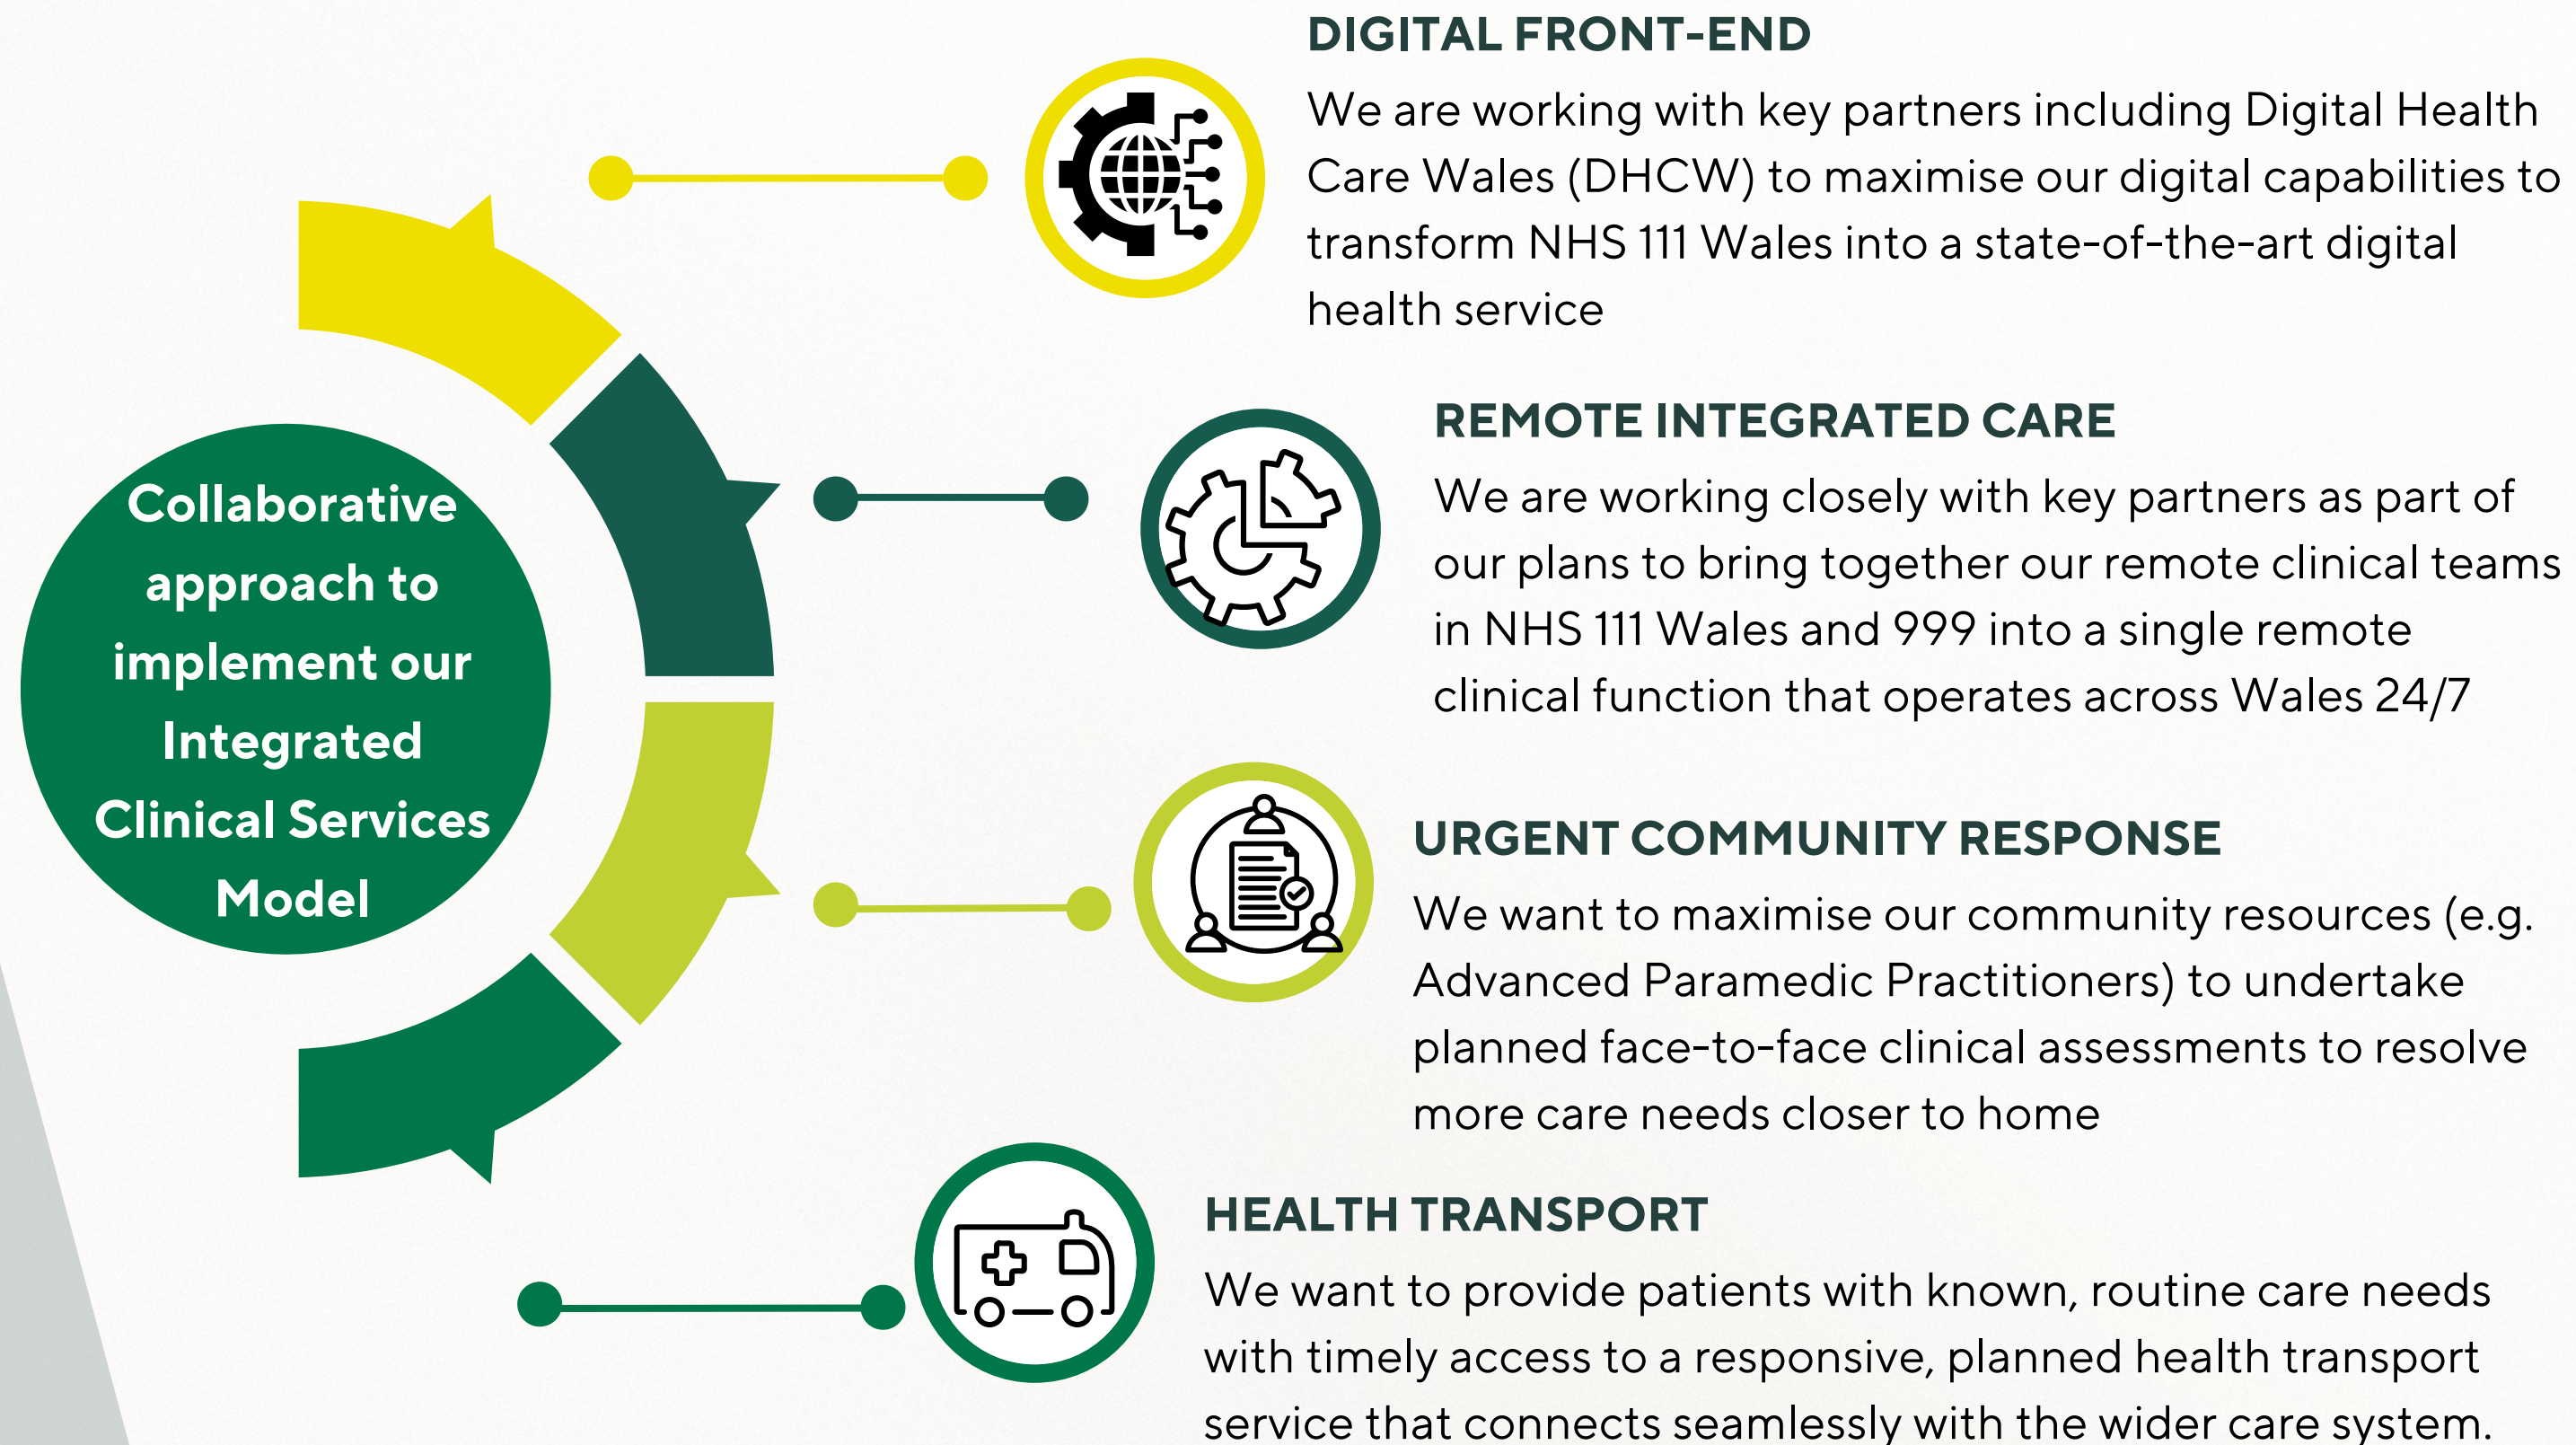 Collaborative
approach to
implement our
Integrated
Clinical Services
Model
DIGITAL FRONT-END
We are working with key partners including Digital Health
Care Wales (DHCW) to maximise our digital capabilities to
transform NHS 111 Wales into a state-of-the-art digital
health service
REMOTE INTEGRATED CARE
We are working closely with key partners as part of
our plans to bring together our remote clinical teams
in NHS 111 Wales and 999 into a single remote
clinical function that operates across Wales 24/7
URGENT COMMUNITY RESPONSE
We want to maximise our community resources (e.g.
Advanced Paramedic Practitioners) to undertake
planned face-to-face clinical assessments to resolve
more care needs closer to home
HEALTH TRANSPORT
We want to provide patients with known, routine care needs
with timely access to a responsive, planned health transport
service that connects seamlessly with the wider care system.